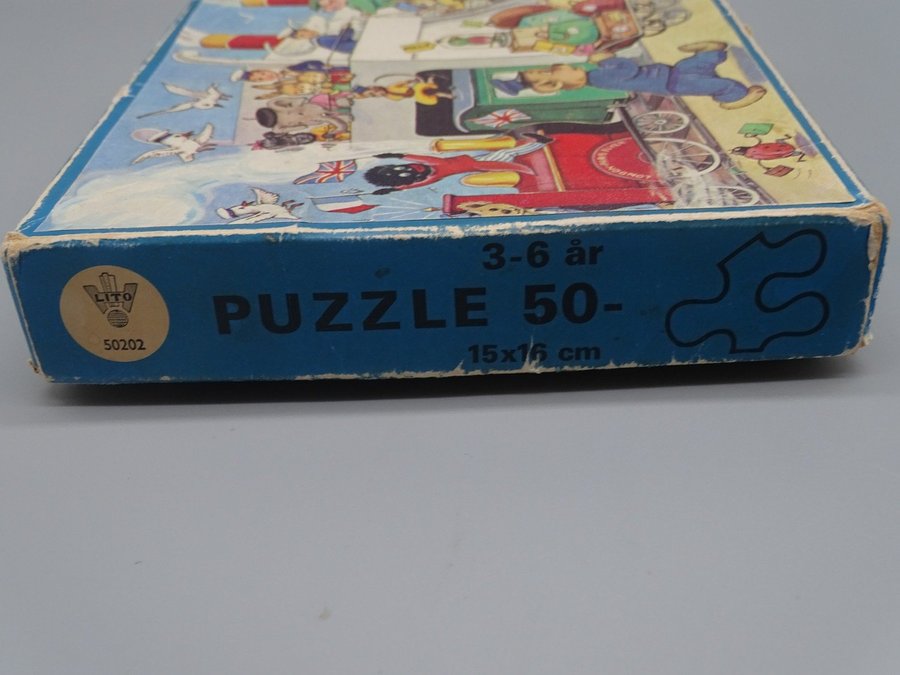 3-6 år
PUZZLE 50-
15x16 cm
LITO
50202